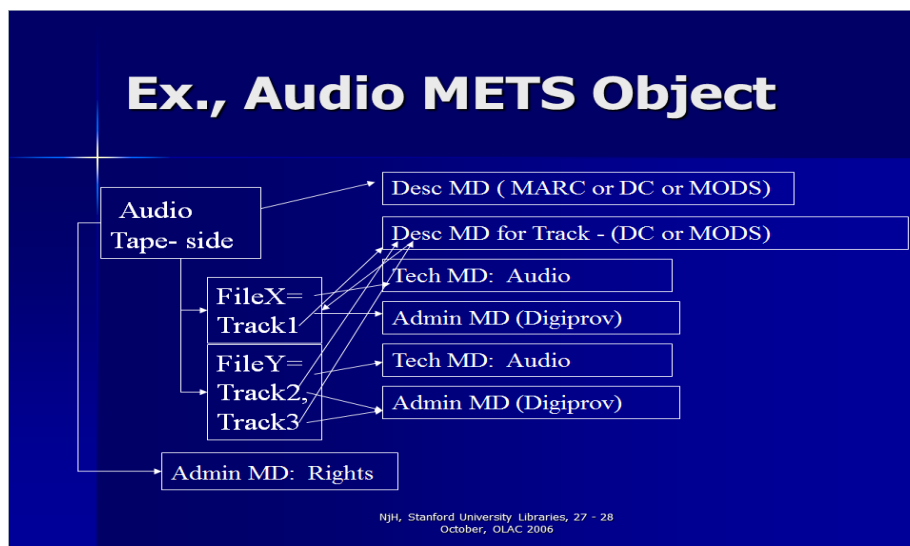 Ex., Audio METS Object
Audio
Tape- side
Desc MD ( MARC or DC or MODS)
Desc MD for Track - (DC or MODS)
FileX=
Track1
Tech MD:  Audio
Admin MD (Digiprov)
FileY=
Track2,
Track3
Tech MD:  Audio
Admin MD (Digiprov)
Admin MD:  Rights
NjH, Stanford University Libraries, 27 - 28
October, OLAC 2006